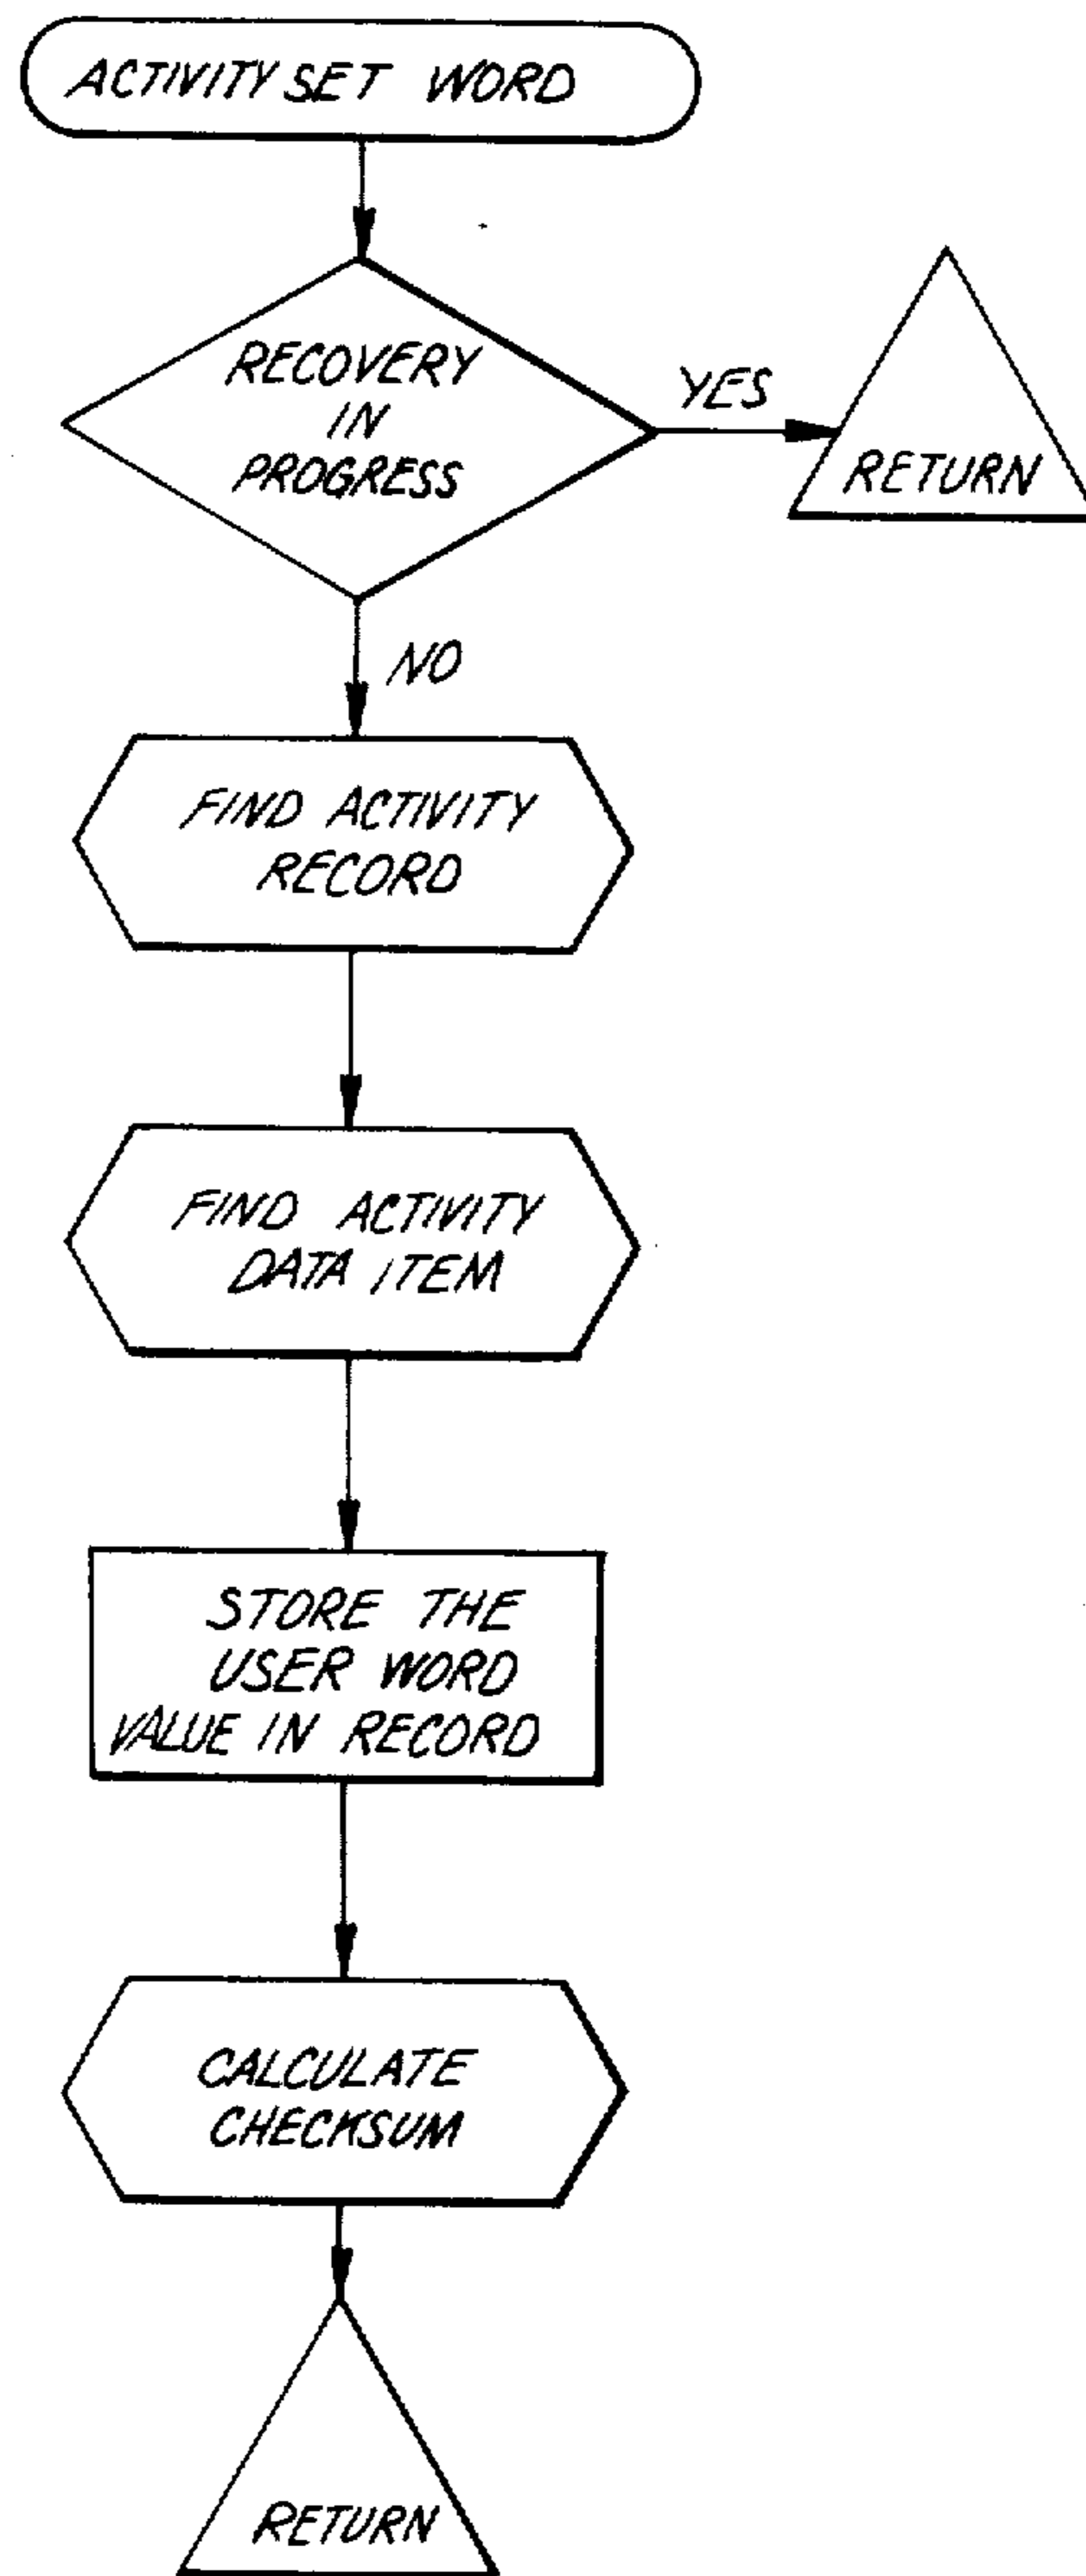 ACTIVITY SET WORD
RECOVERY
IN
PROGRESS
YES
RETURN
NO
FIND ACTIVITY
RECORD
FIND ACTIVITY
DATA ITEM
STORE THE
USER WORD
VALUE IN RECORD
CALCULATE
CHECKSUM
RETURN